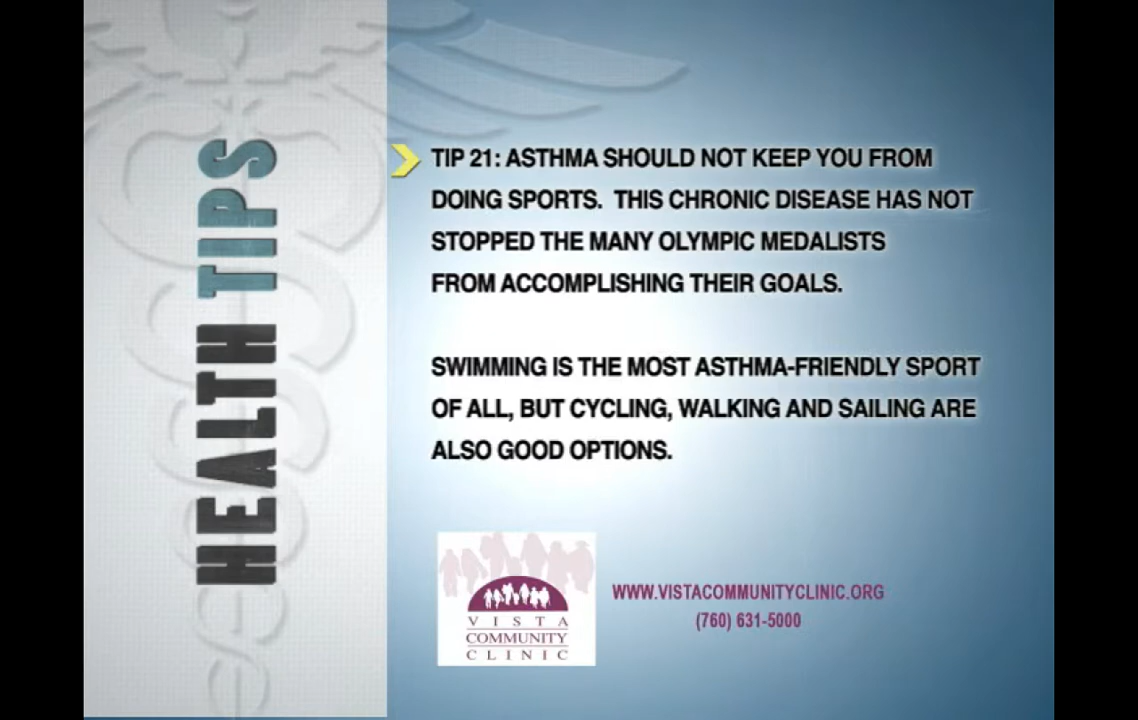 HEALTH TIPS
TIP 21: ASTHMA SHOULD NOT KEEP YOU FROM
DOING SPORTS. THIS CHRONIC DISEASE HAS NOT
STOPPED THE MANY OLYMPIC MEDALISTS
FROM ACCOMPLISHING THEIR GOALS.
SWIMMING IS THE MOST ASTHMA-FRIENDLY SPORT
OF ALL, BUT CYCLING, WALKING AND SAILING ARE
ALSO GOOD OPTIONS.
VISTA
COMMUNITY
CLINIC
WWW.VISTACOMMUNITYCLINIC.ORG
(760) 631-5000